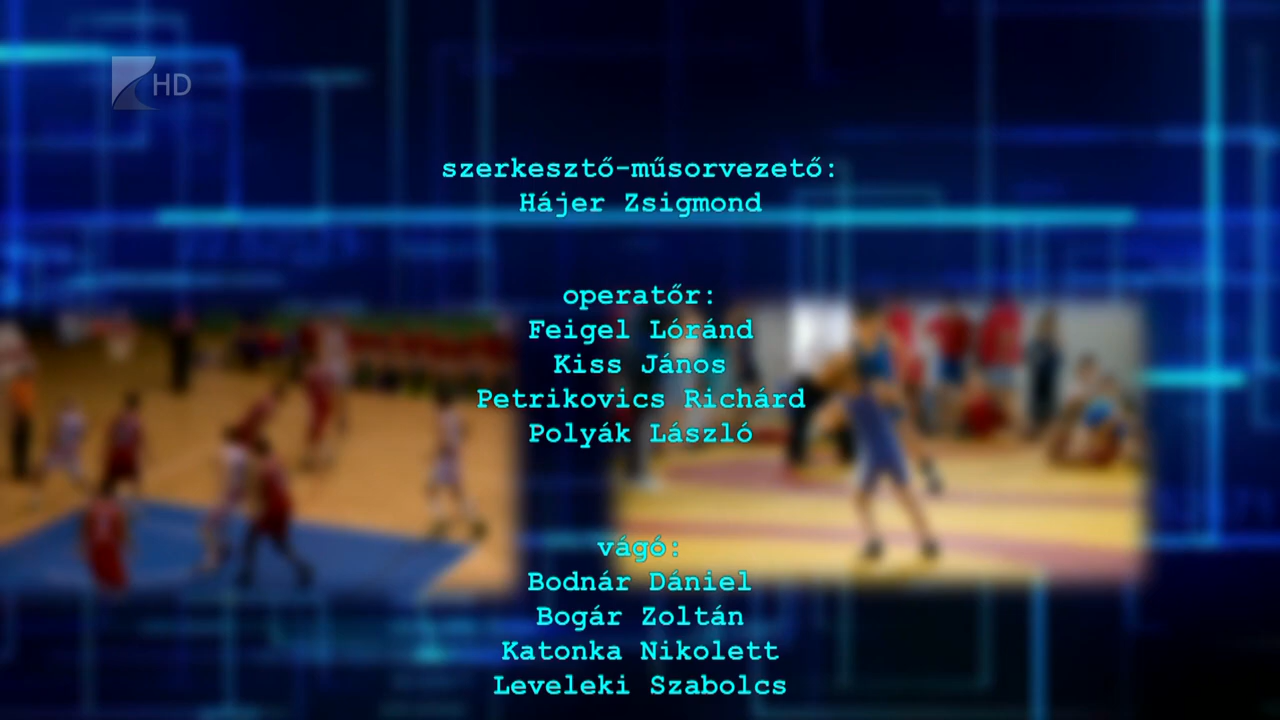 HD
szerkesztő-műsorvezető:
Hájer Zsigmond
operatőr:
Feigel Lóránd
Kiss János
Petrikovics Richárd
Polyák László
vágó:
Bodnár Dániel
Bogár Zoltán
Katonka Nikolett
Leveleki Szabolcs